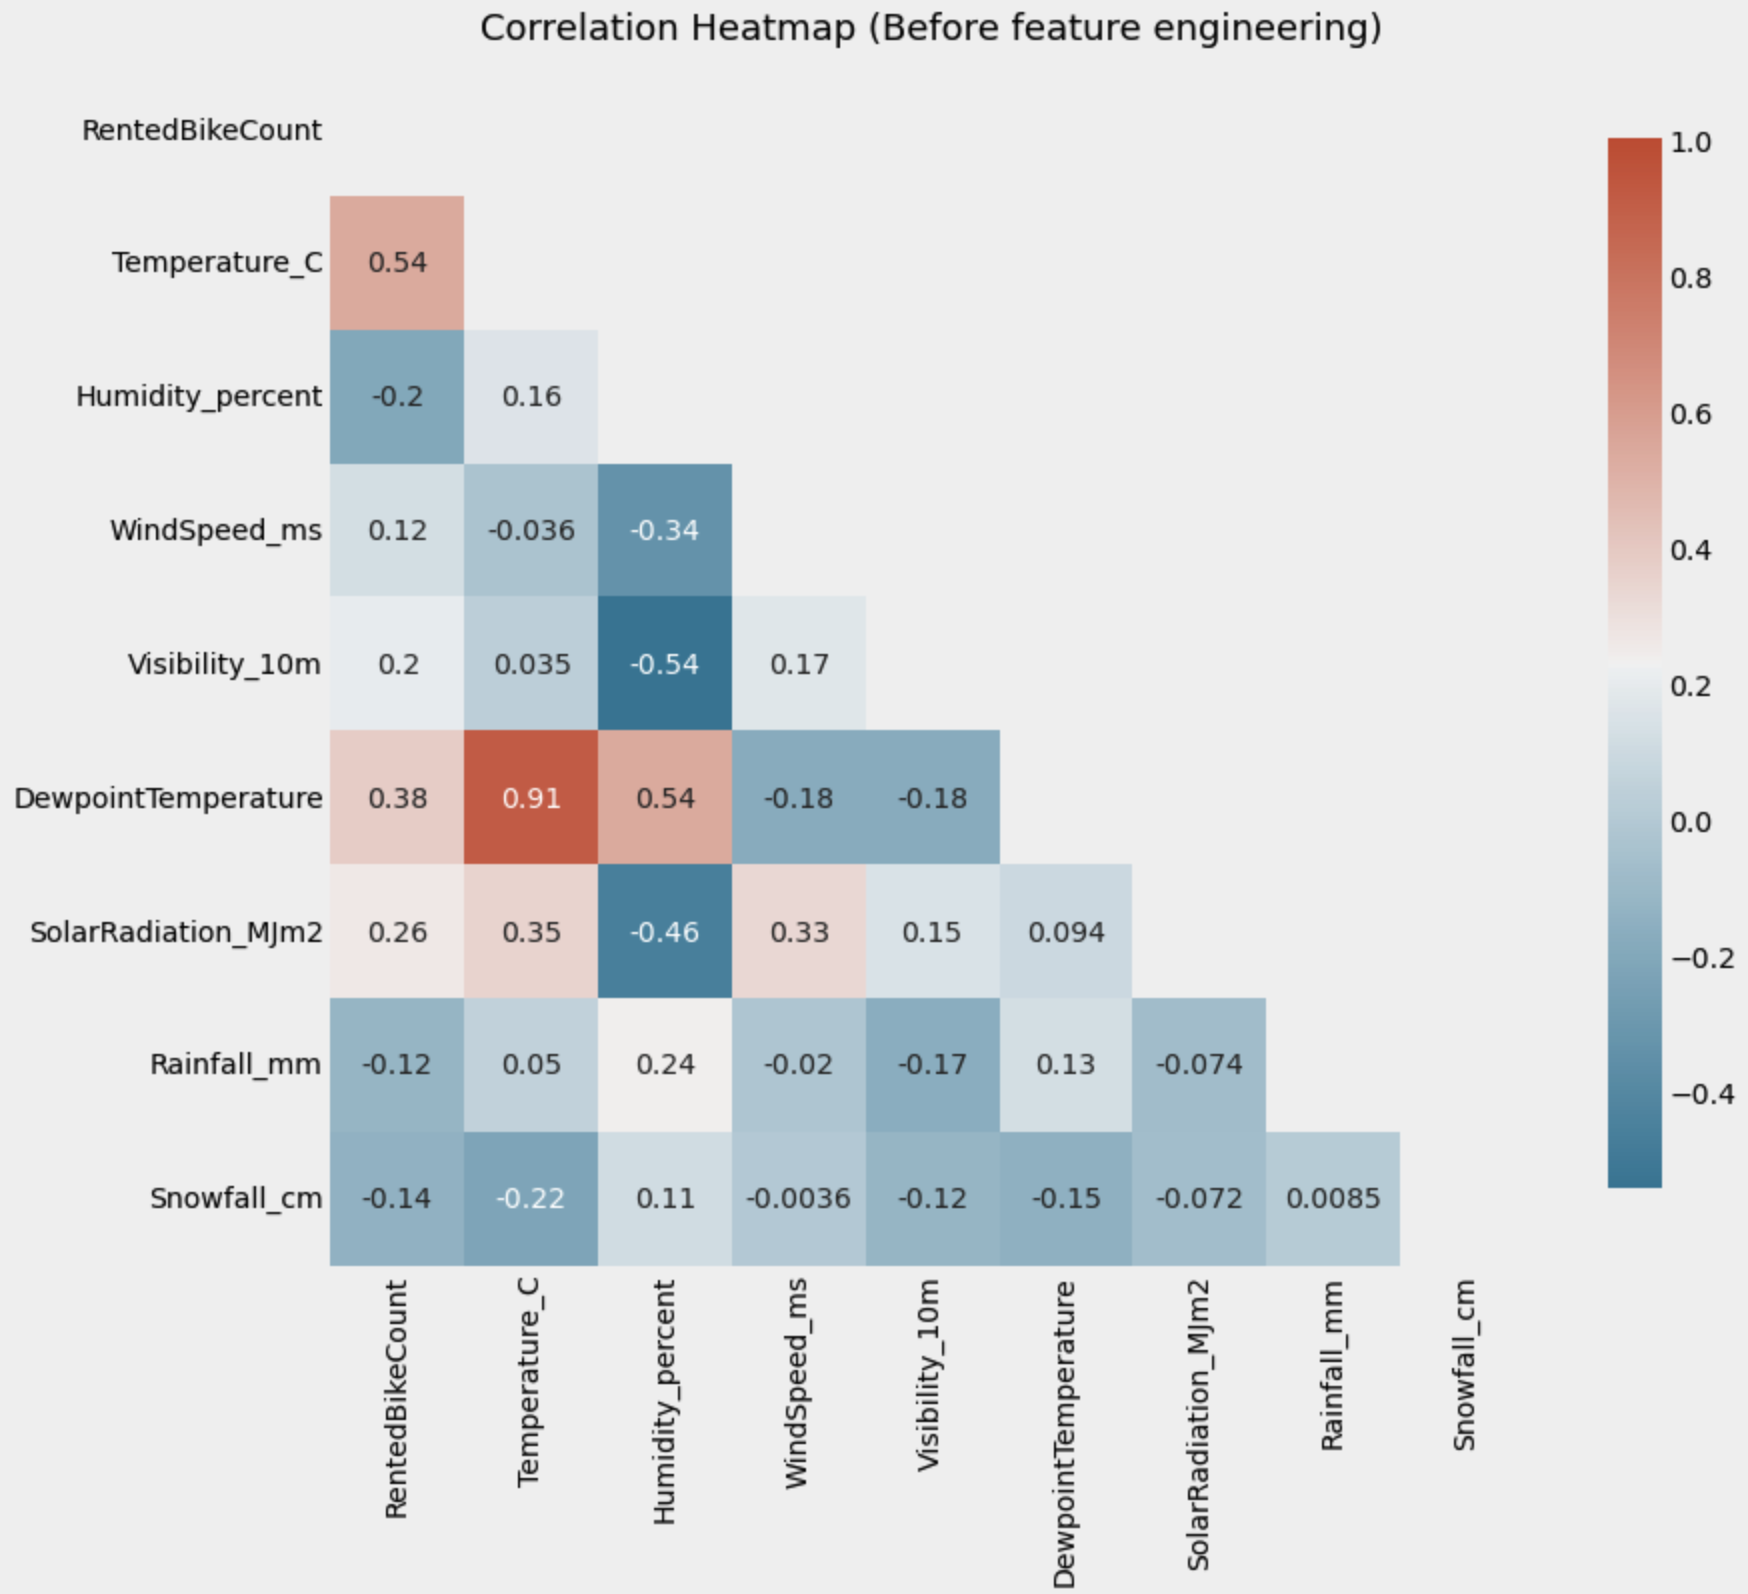 Correlation Heatmap (Before feature engineering)
RentedBikeCount
1.0
Temperature_C 0.54
0.8
Humidity_percent -0.2 0.16
0.6
WindSpeed_ms 0.12 -0.036 -0.34
0.4
Visibility_10m 0.2 0.035 -0.54 0.17
0.2
DewpointTemperature 0.38 0.91 0.54 -0.18 -0.18
0.0
SolarRadiation_MJm2 0.26 0.35 -0.46 0.33 0.15 0.094
−0.2
Rainfall_mm -0.12 0.05 0.24 -0.02 -0.17 0.13 -0.074
−0.4
Snowfall_cm -0.14 -0.22 0.11 -0.0036 -0.12 -0.15 -0.072 0.0085
RentedBikeCount
Temperature_C
Humidity_percent
WindSpeed_ms
Visibility_10m
DewpointTemperature
SolarRadiation_MJm2
Rainfall_mm
Snowfall_cm